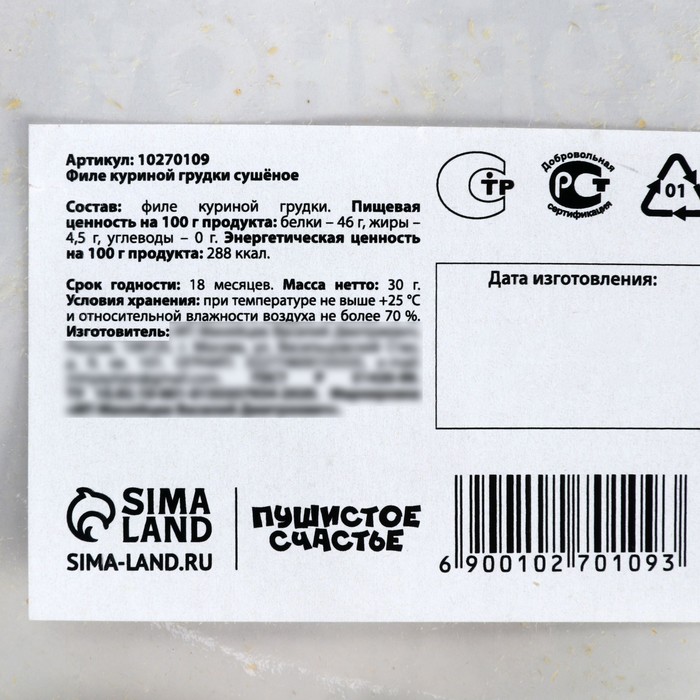 Артикул: 10270109
Филе куриной грудки сушёное
Состав: филе куриной грудки. Пищевая
ценность на 100 г продукта: белки – 46 г, жиры –
4,5 г, углеводы – 0 г. Энергетическая ценность
на 100 г продукта: 288 ккал.
Срок годности: 18 месяцев. Масса нетто: 30 г.
Условия хранения: при температуре не выше +25 °C
и относительной влажности воздуха не более 70 %.
Изготовитель:
СТР
Добровольная
РСТ
сертификация
01
Дата изготовления:
SIMA
LAND
SIMA-LAND.RU
ПУШИСТОЕ
СЧАСТЬЕ
6 900102 701093